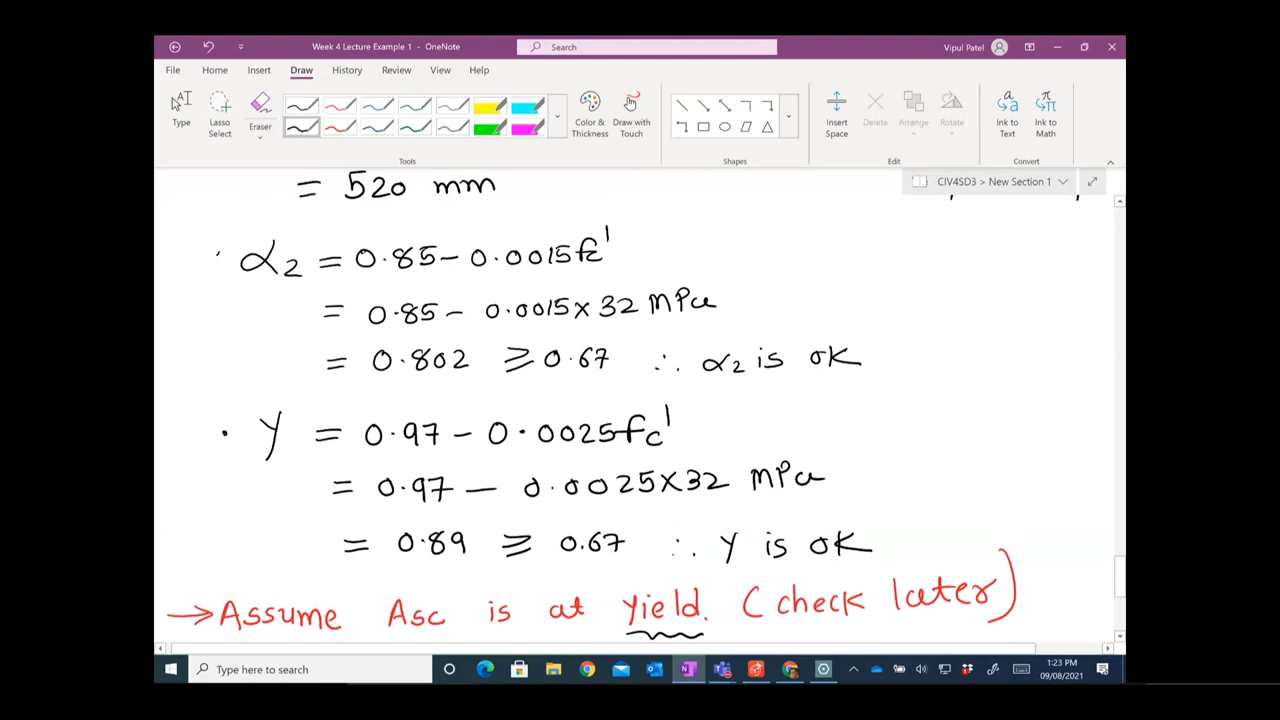 Week 4 Lecture Example 1 - OneNote
Search
Vipul Patel
File Home Insert Draw History Review View Help
Type
Lasso Select
Eraser
Color & Thickness
Draw with Touch
Insert Space
Delete
Arrange
Rotate
Ink to Text
Ink to Math
Tools
Shapes
Edit
Convert
CIV4SD3 > New Section 1
= 520 mm
· α2 = 0.85 - 0.0015fc'
= 0.85 - 0.0015 × 32 MPa
= 0.802 ≥ 0.67 ∴ α2 is OK
· γ = 0.97 - 0.0025fc'
= 0.97 - 0.0025 × 32 MPa
= 0.89 ≥ 0.67 ∴ γ is OK
→ Assume Asc is at yield. (check later)
Type here to search
1:23 PM
09/08/2021